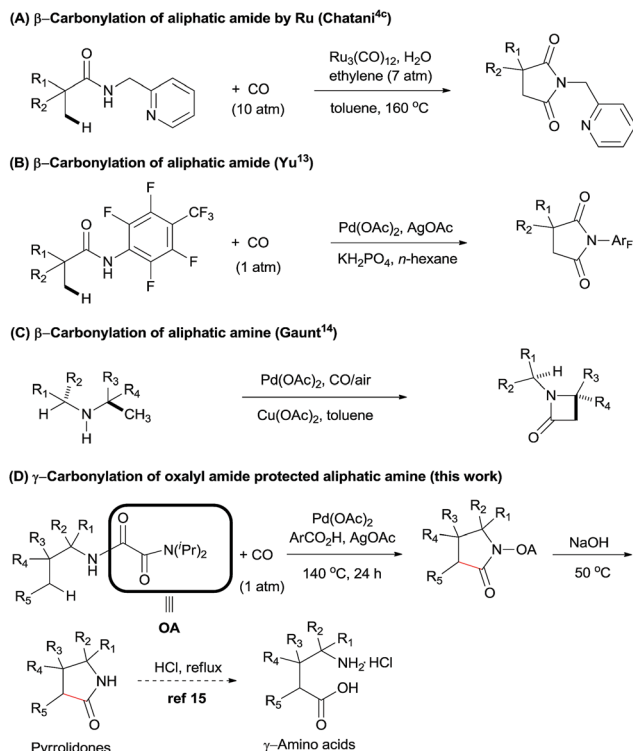 (A) β–Carbonylation of aliphatic amide by Ru (Chatani4c)
R1
R2
O
N
H
H
N
+ CO
(10 atm)
Ru3(CO)12, H2O
ethylene (7 atm)
toluene, 160 oC
R1
R2
O
N
O
N
(B) β–Carbonylation of aliphatic amide (Yu13)
R1
R2
O
N
H
H
F
F
CF3
F
F
+ CO
(1 atm)
Pd(OAc)2, AgOAc
KH2PO4, n-hexane
R1
R2
O
N–ArF
O
(C) β–Carbonylation of aliphatic amine (Gaunt14)
R1
R2
H
N
H
R3
R4
CH3
Pd(OAc)2, CO/air
Cu(OAc)2, toluene
R1
R2
H
N
R3
R4
O
(D) γ–Carbonylation of oxalyl amide protected aliphatic amine (this work)
R2
R1
R3
R4
R5
H
N
H
O
O
N(iPr)2
OA
+ CO
(1 atm)
Pd(OAc)2
ArCO2H, AgOAc
140 oC, 24 h
R2
R1
R3
R4
R5
N–OA
O
NaOH
50 oC
R2
R1
R3
R4
R5
NH
O
Pyrrolidones
HCl, reflux
ref 15
R2
R1
R3
R4
R5
NH2·HCl
OH
O
γ–Amino acids